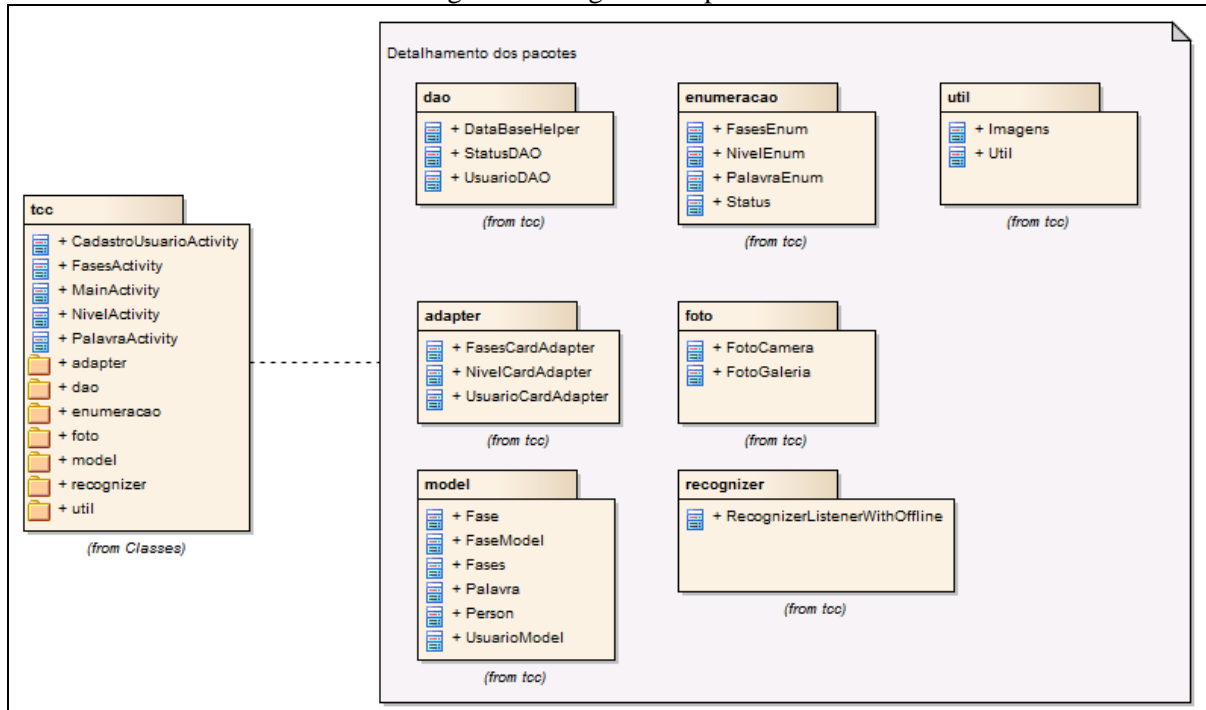 Detalhamento dos pacotes
dao
+ DataBaseHelper
+ StatusDAO
+ UsuarioDAO
(from tcc)
enumeracao
+ FasesEnum
+ NivelEnum
+ PalavraEnum
+ Status
(from tcc)
util
+ Imagens
+ Util
(from tcc)
tcc
+ CadastroUsuarioActivity
+ FasesActivity
+ MainActivity
+ NivelActivity
+ PalavraActivity
+ adapter
+ dao
+ enumeracao
+ foto
+ model
+ recognizer
+ util
(from Classes)
adapter
+ FasesCardAdapter
+ NivelCardAdapter
+ UsuarioCardAdapter
(from tcc)
foto
+ FotoCamera
+ FotoGaleria
(from tcc)
model
+ Fase
+ FaseModel
+ Fases
+ Palavra
+ Person
+ UsuarioModel
(from tcc)
recognizer
+ RecognizerListenerWithOffline
(from tcc)